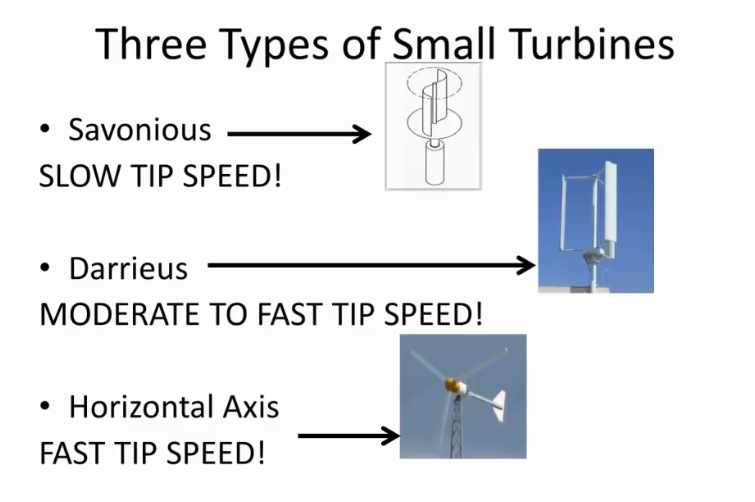 Three Types of Small Turbines
• Savonious
SLOW TIP SPEED!
• Darrieus
MODERATE TO FAST TIP SPEED!
• Horizontal Axis
FAST TIP SPEED!